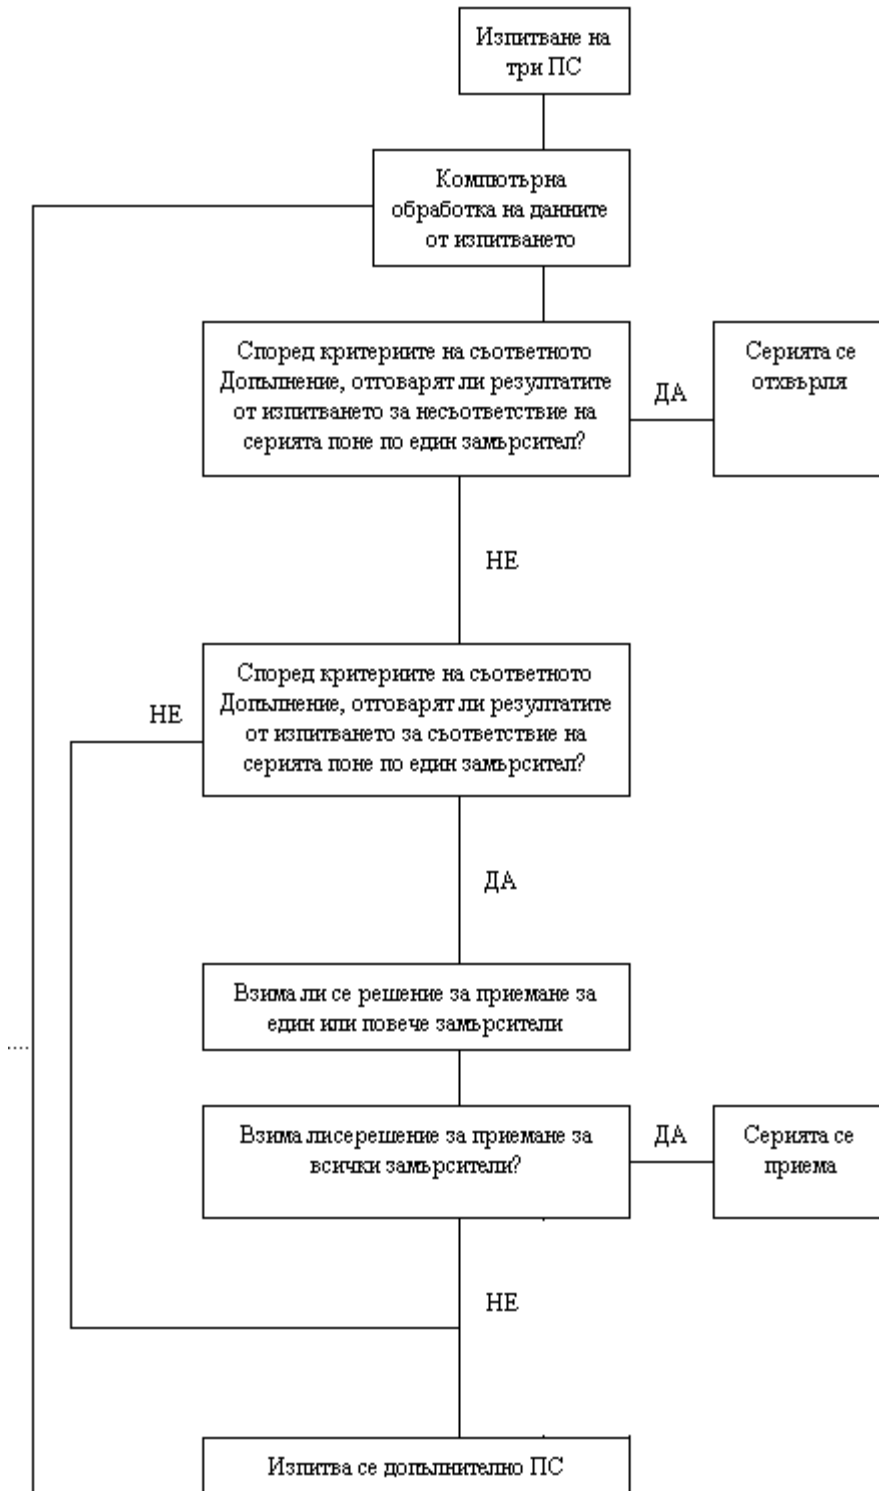 Изпитване на
три ПС
Компютърна
обработка на данните
от изпитването
Според критериите на съответното
Допълнение, отговарят ли резултатите
от изпитването за несъответствие на
серията поне по един замърсител?
ДА
Серията се
отхвърля
НЕ
Според критериите на съответното
Допълнение, отговарят ли резултатите
от изпитването за съответствие на
серията поне по един замърсител?
НЕ
ДА
Взима ли се решение за приемане за
един или повече замърсители
Взима лисерешение за приемане за
всички замърсители?
ДА
Серията се
приема
НЕ
Изпитва се допълнително ПС